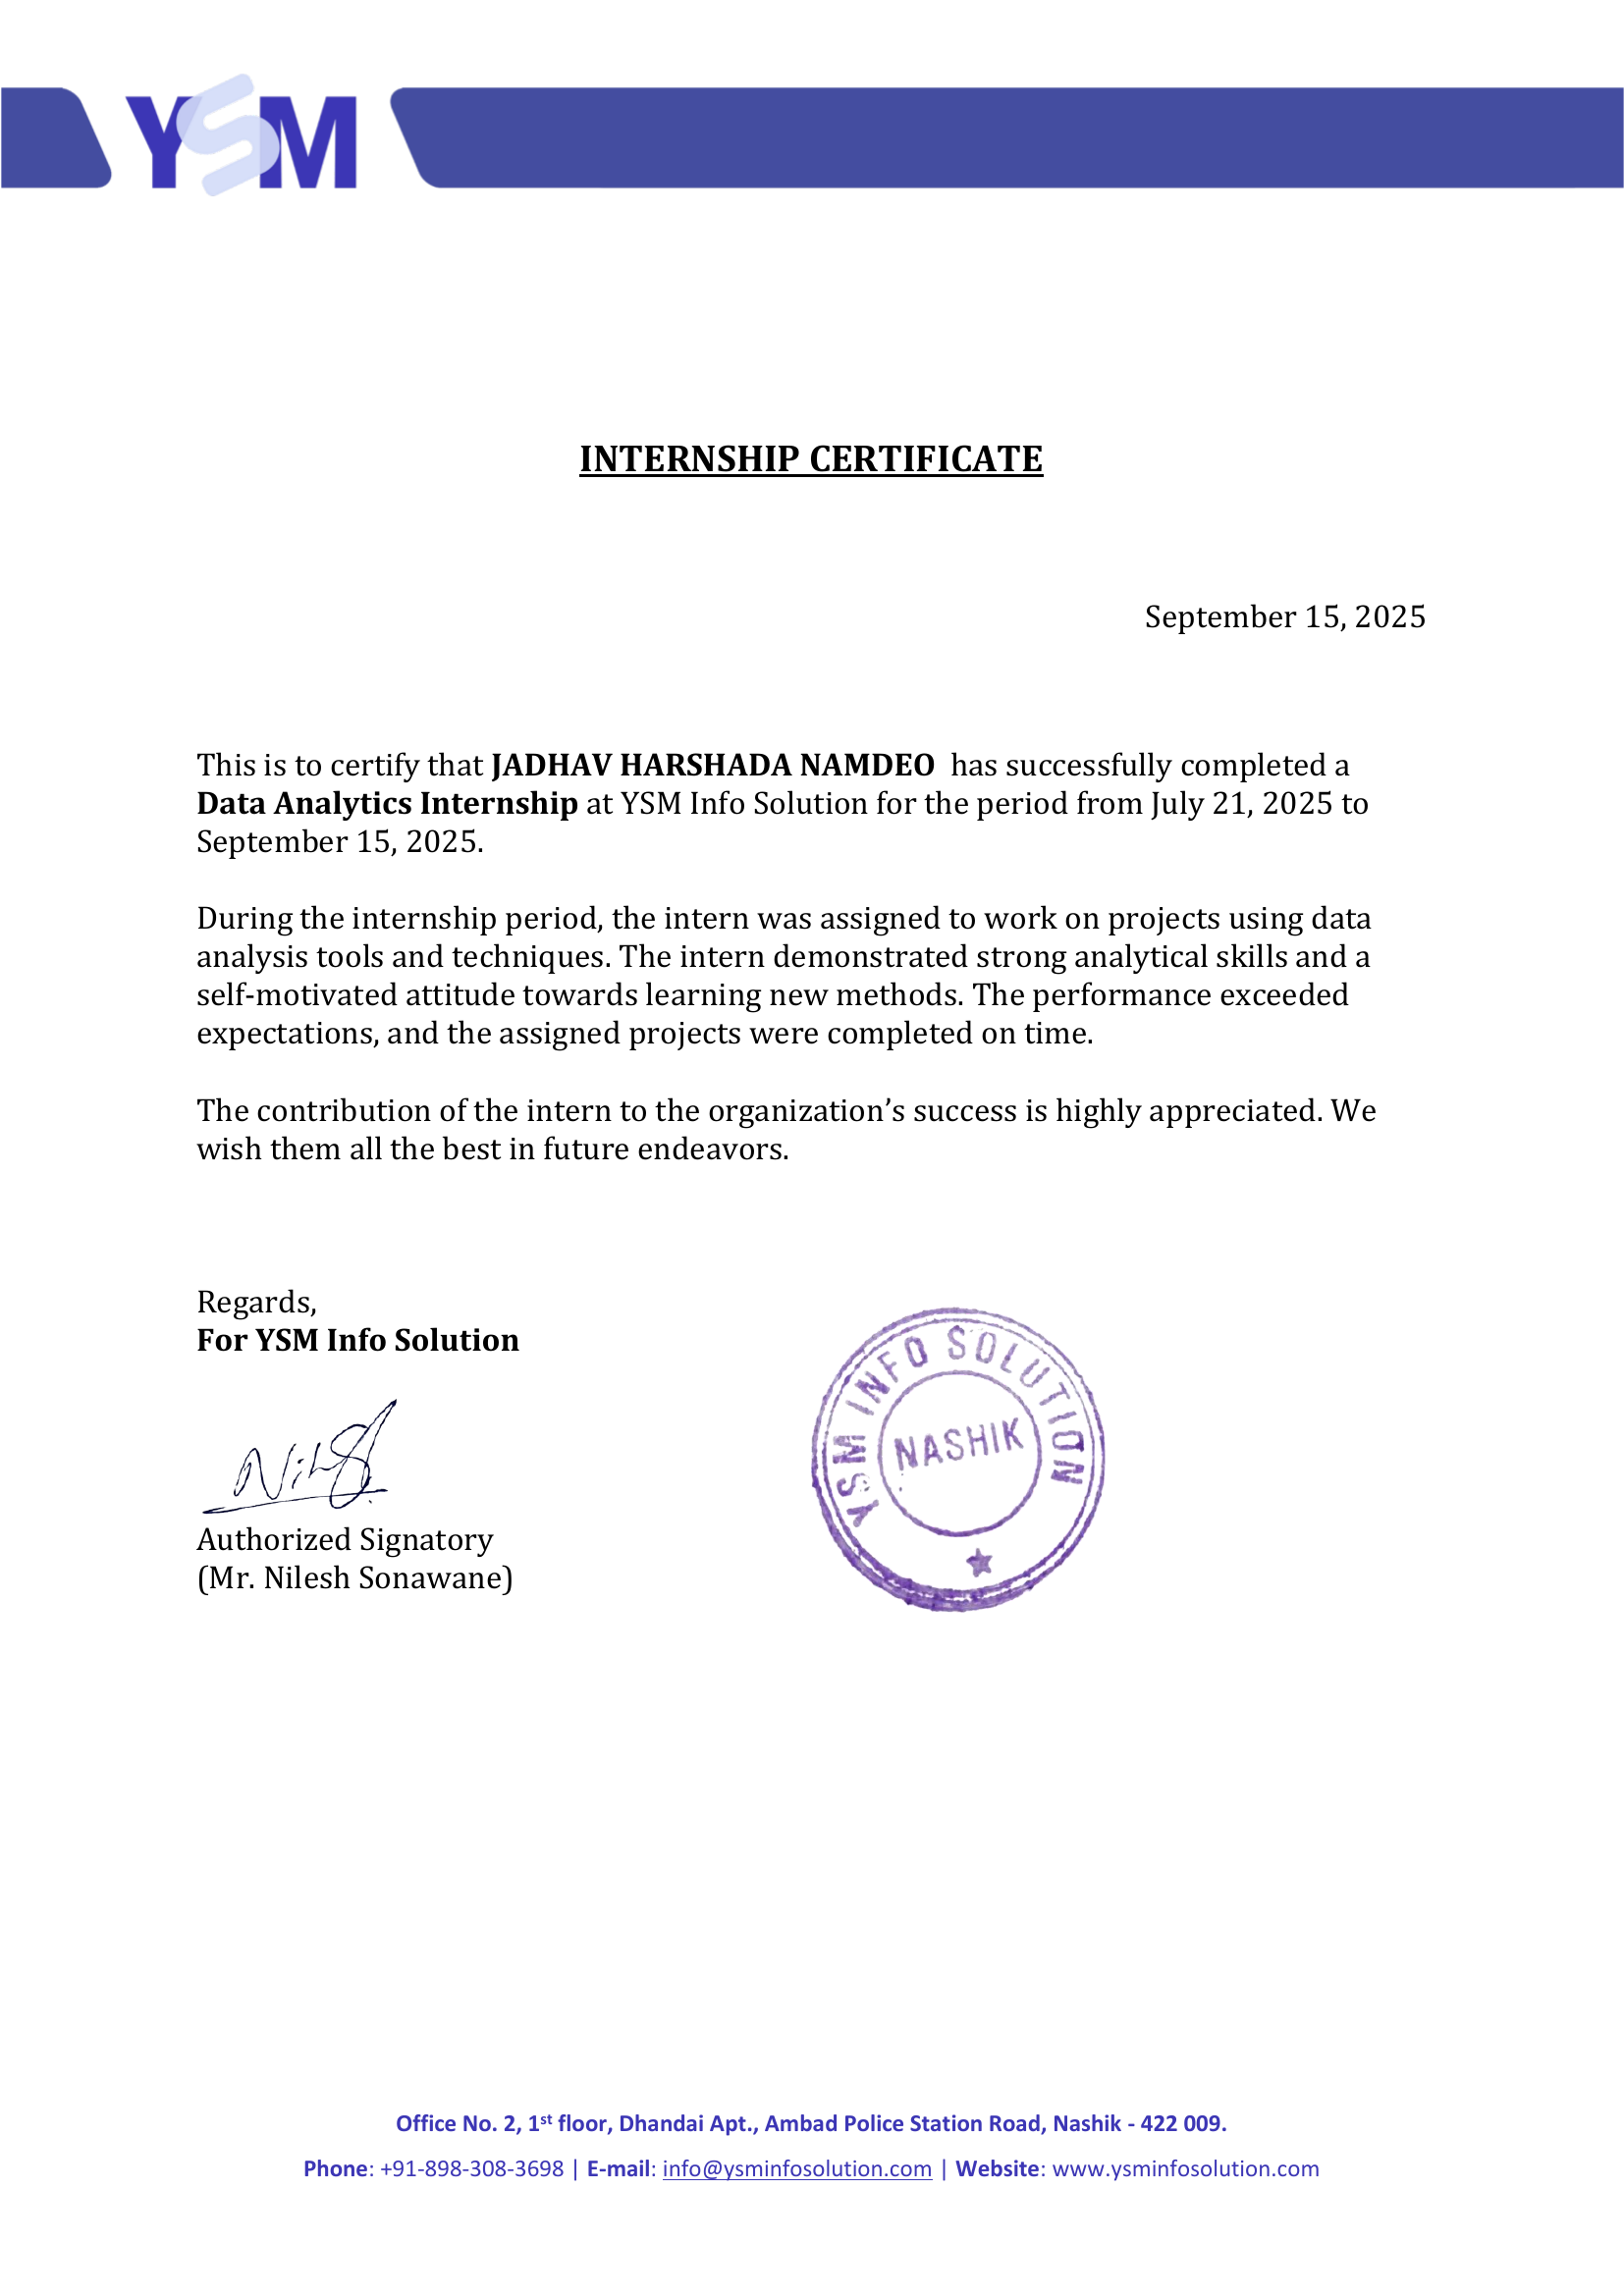 YSM
INTERNSHIP CERTIFICATE
September 15, 2025
This is to certify that JADHAV HARSHADA NAMDEO has successfully completed a
Data Analytics Internship at YSM Info Solution for the period from July 21, 2025 to
September 15, 2025.
During the internship period, the intern was assigned to work on projects using data
analysis tools and techniques. The intern demonstrated strong analytical skills and a
self-motivated attitude towards learning new methods. The performance exceeded
expectations, and the assigned projects were completed on time.
The contribution of the intern to the organization’s success is highly appreciated. We
wish them all the best in future endeavors.
Regards,
For YSM Info Solution
YSM INFO SOLUTION
NASHIK
Authorized Signatory
(Mr. Nilesh Sonawane)
Office No. 2, 1st floor, Dhandai Apt., Ambad Police Station Road, Nashik - 422 009.
Phone: +91-898-308-3698 | E-mail: info@ysminfosolution.com | Website: www.ysminfosolution.com